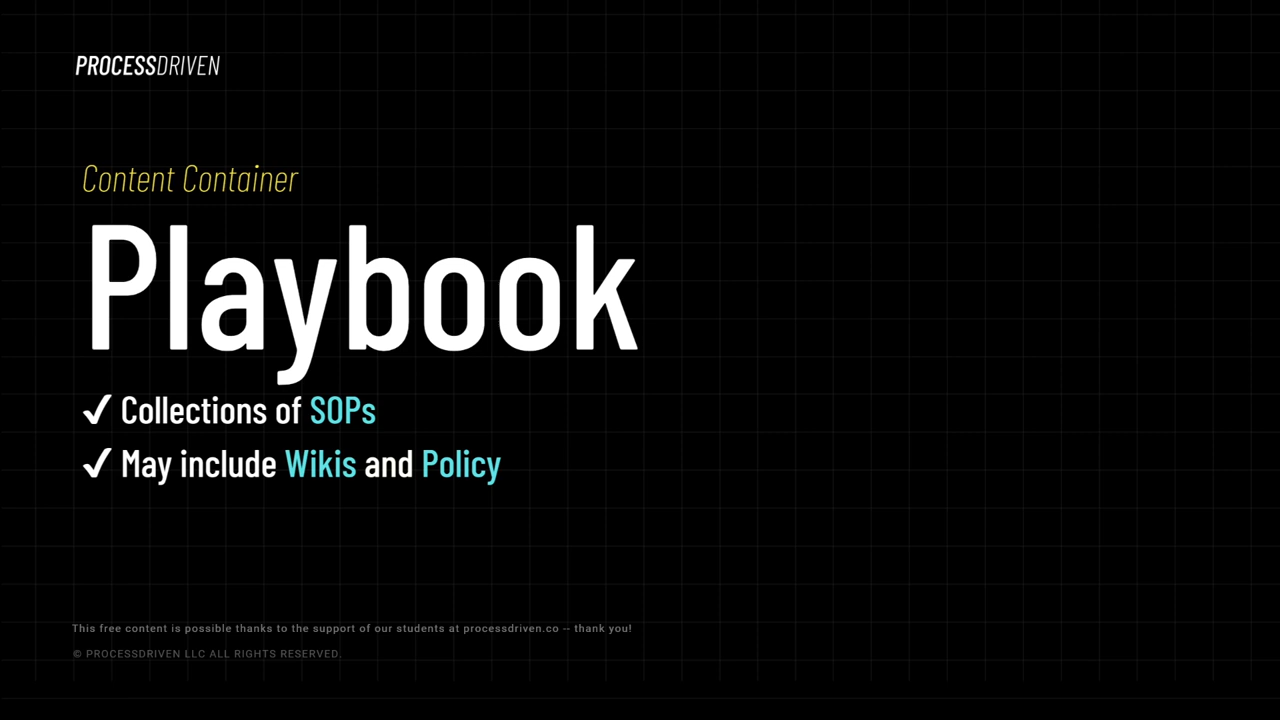 PROCESSDRIVEN
Content Container
Playbook
✓ Collections of SOPs
✓ May include Wikis and Policy
This free content is possible thanks to the support of our students at processdriven.co -- thank you!
© PROCESSDRIVEN LLC ALL RIGHTS RESERVED.